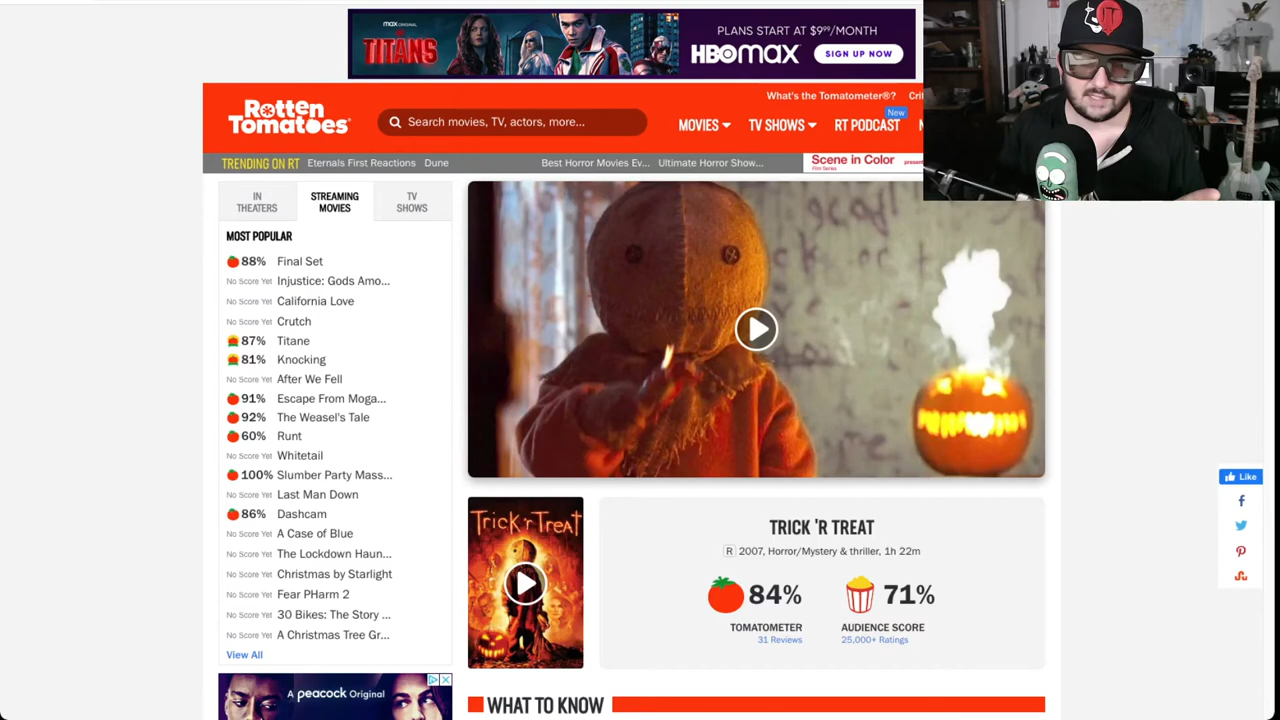 max ORIGINAL
TITANS
PLANS START AT $9⁹⁹/MONTH
HBOMAX
SIGN UP NOW
What's the Tomatometer®?
Crit
Rotten
Tomatoes®
Search movies, TV, actors, more...
MOVIES
TV SHOWS
New
RT PODCAST
TRENDING ON RT
Eternals First Reactions
Dune
Best Horror Movies Ev...
Ultimate Horror Show...
Scene in Color
Film Series
IN
THEATERS
STREAMING
MOVIES
TV
SHOWS
MOST POPULAR
88% Final Set
No Score Yet Injustice: Gods Amo...
No Score Yet California Love
No Score Yet Crutch
87% Titane
81% Knocking
No Score Yet After We Fell
91% Escape From Moga...
92% The Weasel's Tale
60% Runt
No Score Yet Whitetail
100% Slumber Party Mass...
No Score Yet Last Man Down
86% Dashcam
No Score Yet A Case of Blue
No Score Yet The Lockdown Haun...
No Score Yet Christmas by Starlight
No Score Yet Fear PHarm 2
No Score Yet 30 Bikes: The Story ...
No Score Yet A Christmas Tree Gr...
View All
A peacock Original
Trick 'r Treat
TRICK 'R TREAT
R 2007, Horror/Mystery & thriller, 1h 22m
84%
TOMATOMETER
31 Reviews
71%
AUDIENCE SCORE
25,000+ Ratings
WHAT TO KNOW
Like